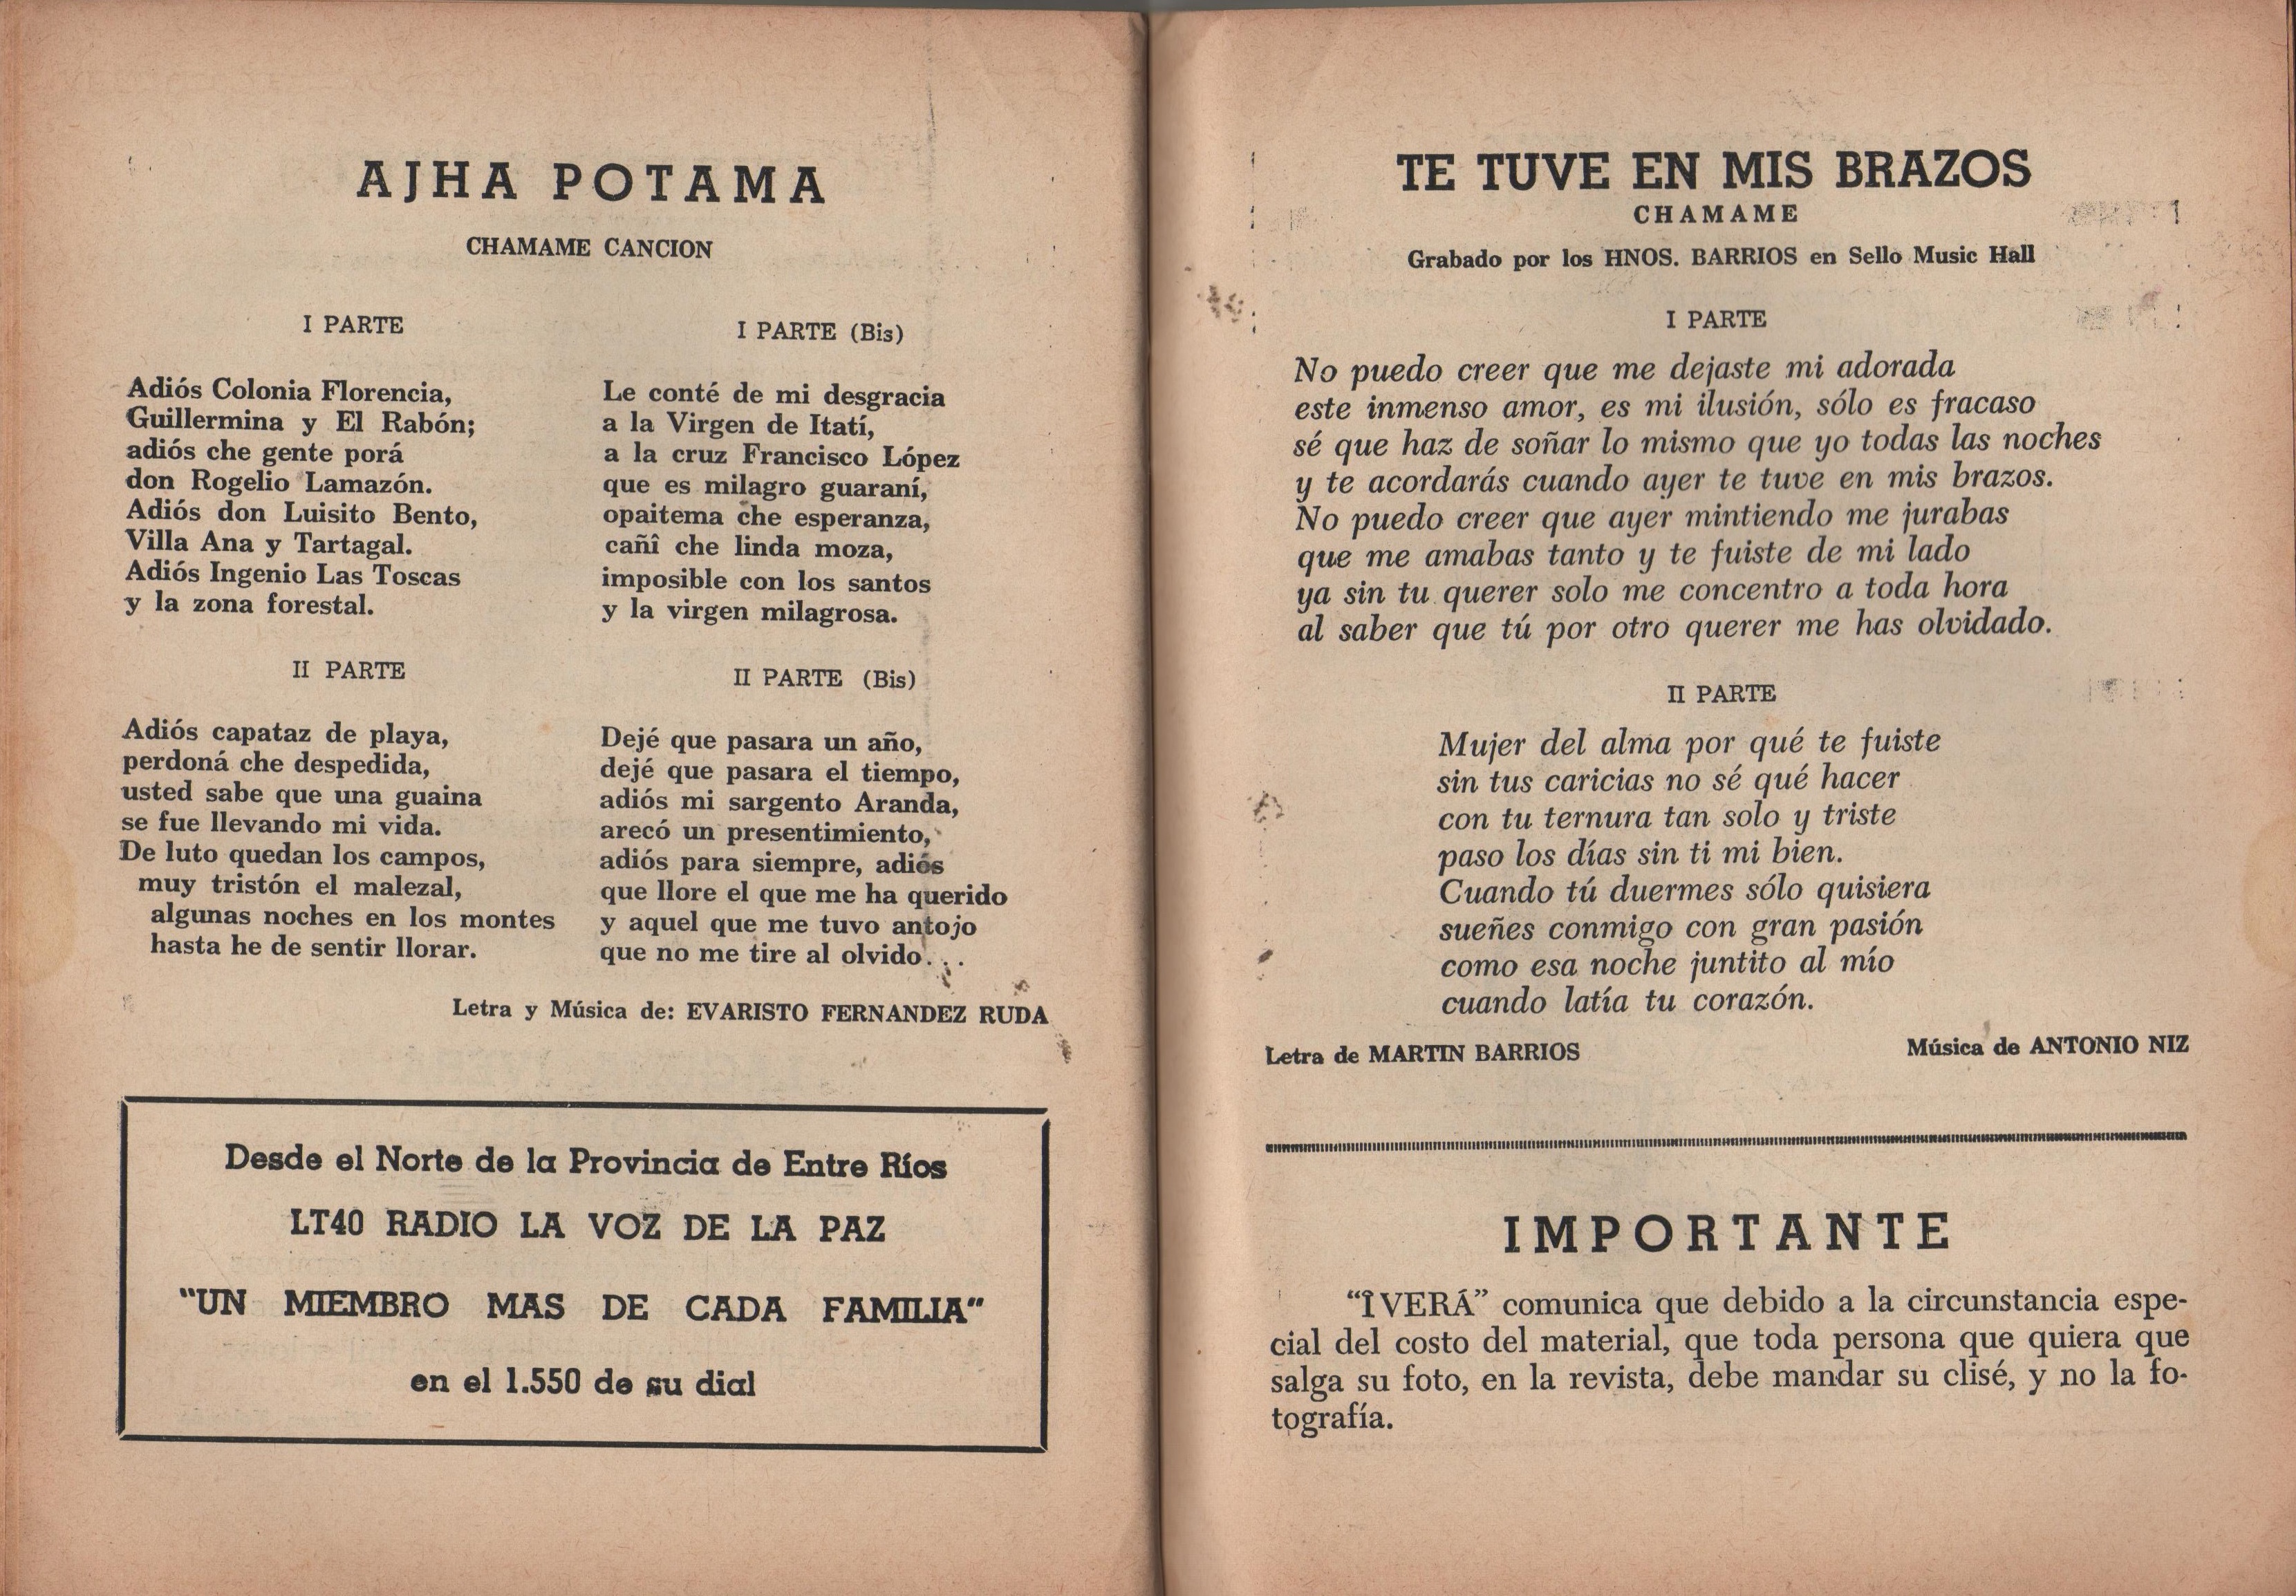 AJHA POTAMA
CHAMAME CANCION
I PARTE
Adiós Colonia Florencia,
Guillermina y El Rabón;
adiós che gente porá
don Rogelio Lamazón.
Adiós don Luisito Bento,
Villa Ana y Tartagal.
Adiós Ingenio Las Toscas
y la zona forestal.
II PARTE
Adiós capataz de playa,
perdoná che despedida,
usted sabe que una guaina
se fue llevando mi vida.
De luto quedan los campos,
muy tristón el malezal,
algunas noches en los montes
hasta he de sentir llorar.
I PARTE (Bis)
Le conté de mi desgracia
a la Virgen de Itatí,
a la cruz Francisco López
que es milagro guaraní,
opaitema che esperanza,
cañî che linda moza,
imposible con los santos
y la virgen milagrosa.
II PARTE (Bis)
Dejé que pasara un año,
dejé que pasara el tiempo,
adiós mi sargento Aranda,
arecó un presentimiento,
adiós para siempre, adiós
que llore el que me ha querido
y aquel que me tuvo antojo
que no me tire al olvido. . .
Letra y Música de: EVARISTO FERNANDEZ RUDA
Desde el Norte de la Provincia de Entre Ríos
LT40 RADIO LA VOZ DE LA PAZ
"UN MIEMBRO MAS DE CADA FAMILIA"
en el 1.550 de su dial
TE TUVE EN MIS BRAZOS
CHAMAME
Grabado por los HNOS. BARRIOS en Sello Music Hall
I PARTE
No puedo creer que me dejaste mi adorada
este inmenso amor, es mi ilusión, sólo es fracaso
sé que haz de soñar lo mismo que yo todas las noches
y te acordarás cuando ayer te tuve en mis brazos.
No puedo creer que ayer mintiendo me jurabas
que me amabas tanto y te fuiste de mi lado
ya sin tu querer solo me concentro a toda hora
al saber que tú por otro querer me has olvidado.
II PARTE
Mujer del alma por qué te fuiste
sin tus caricias no sé qué hacer
con tu ternura tan solo y triste
paso los días sin ti mi bien.
Cuando tú duermes sólo quisiera
sueñes conmigo con gran pasión
como esa noche juntito al mío
cuando latía tu corazón.
Letra de MARTIN BARRIOS Música de ANTONIO NIZ
IMPORTANTE
“ÎVERÁ” comunica que debido a la circunstancia espe-
cial del costo del material, que toda persona que quiera que
salga su foto, en la revista, debe mandar su clisé, y no la fo-
tografía.